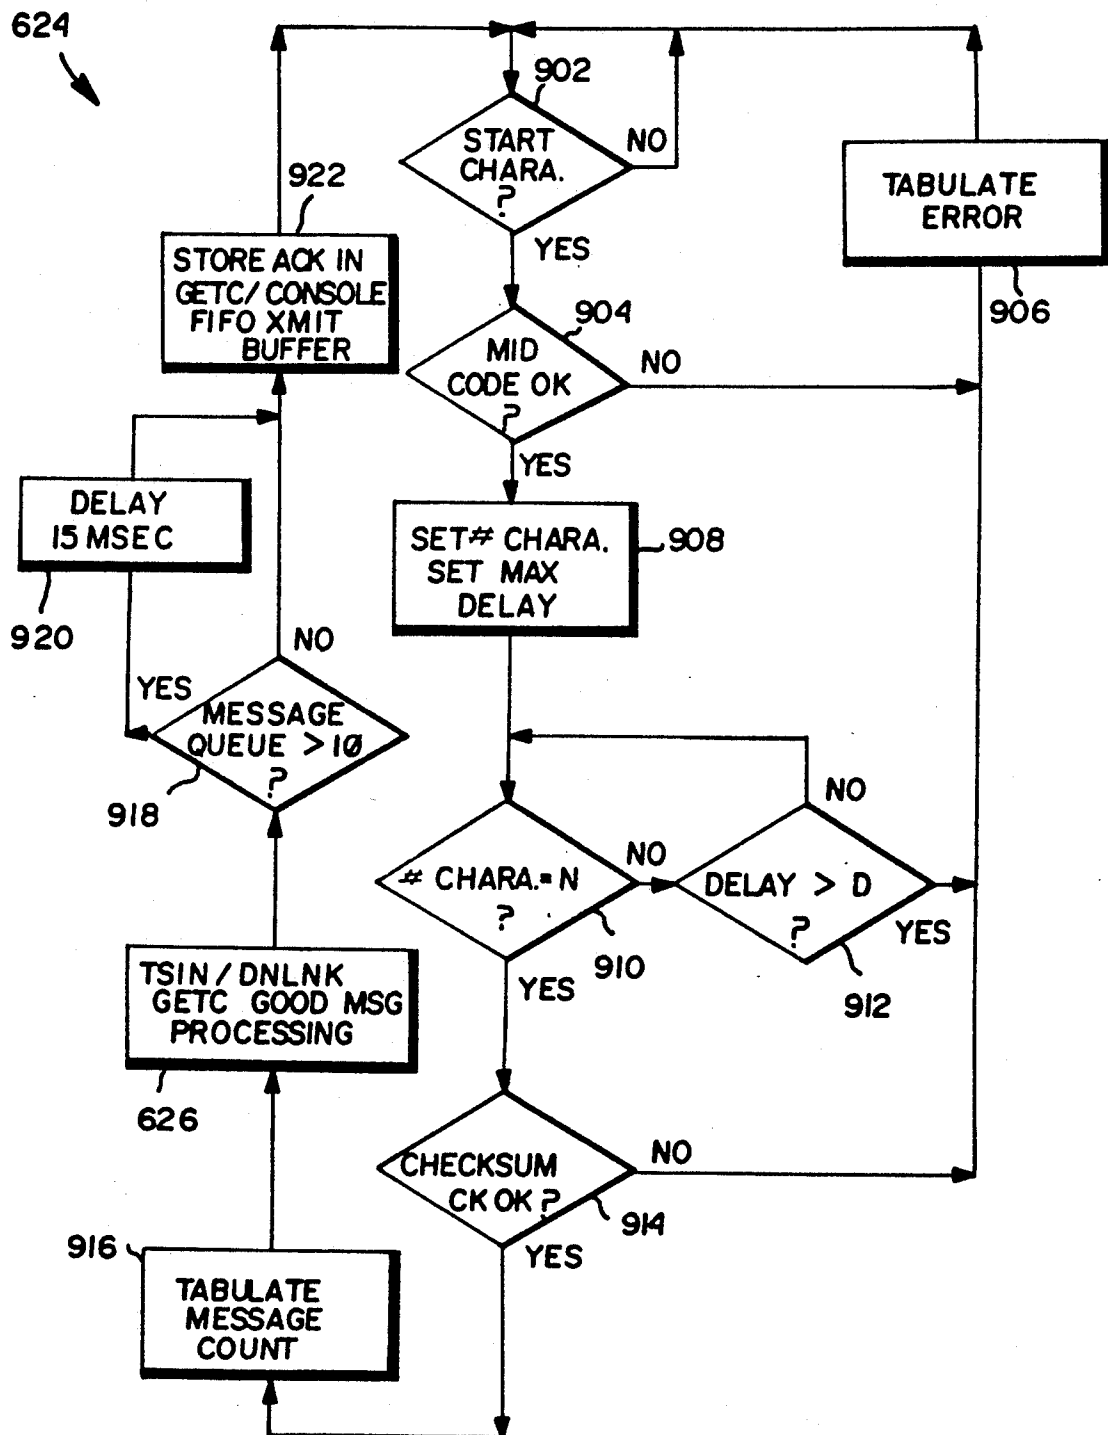 624
902
START
CHARA.
?
NO
YES
TABULATE
ERROR
906
922
STORE ACK IN
GETC/CONSOLE
FIFO XMIT
BUFFER
904
MID
CODE OK
?
NO
YES
DELAY
15 MSEC
920
SET# CHARA.
SET MAX
DELAY
908
NO
YES
MESSAGE
QUEUE > 10
?
918
# CHARA.=N
?
NO
910
YES
NO
DELAY > D
?
YES
912
TSIN/DNLNK
GETC GOOD MSG
PROCESSING
626
CHECKSUM
CK OK ?
NO
914
YES
916
TABULATE
MESSAGE
COUNT